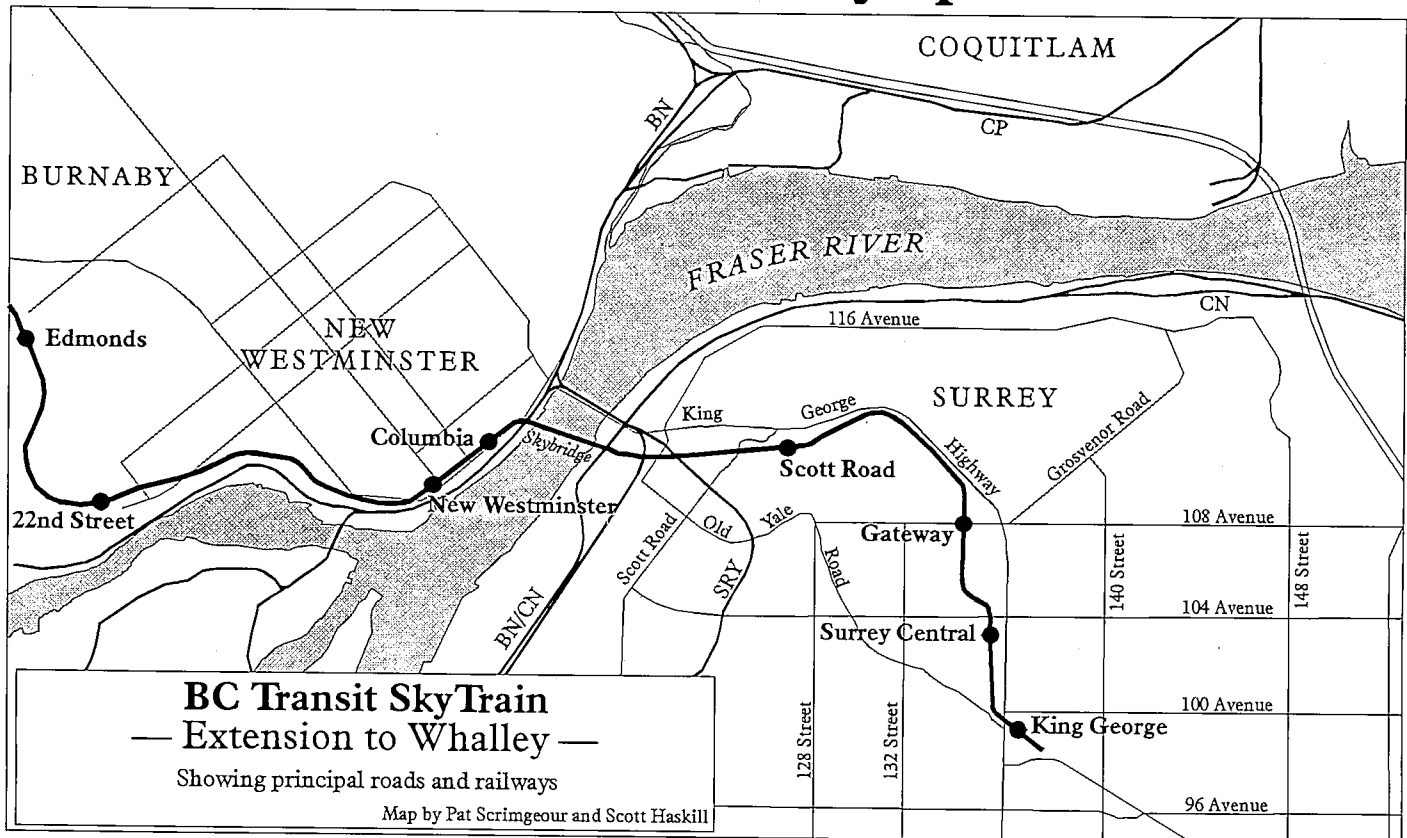 COQUITLAM
BN
CP
BURNABY
FRASER RIVER
CN
116 Avenue
Edmonds
NEW
WESTMINSTER
SURREY
King
George
Highway
Grosvenor Road
Columbia
Skybridge
Scott Road
New Westminster
22nd Street
Old
Yale
Road
Scott Road
Gateway
108 Avenue
140 Street
148 Street
SRY
BN/CN
104 Avenue
Surrey Central
100 Avenue
King George
128 Street
132 Street
96 Avenue
BC Transit SkyTrain
— Extension to Whalley —
Showing principal roads and railways
Map by Pat Scrimgeour and Scott Haskill